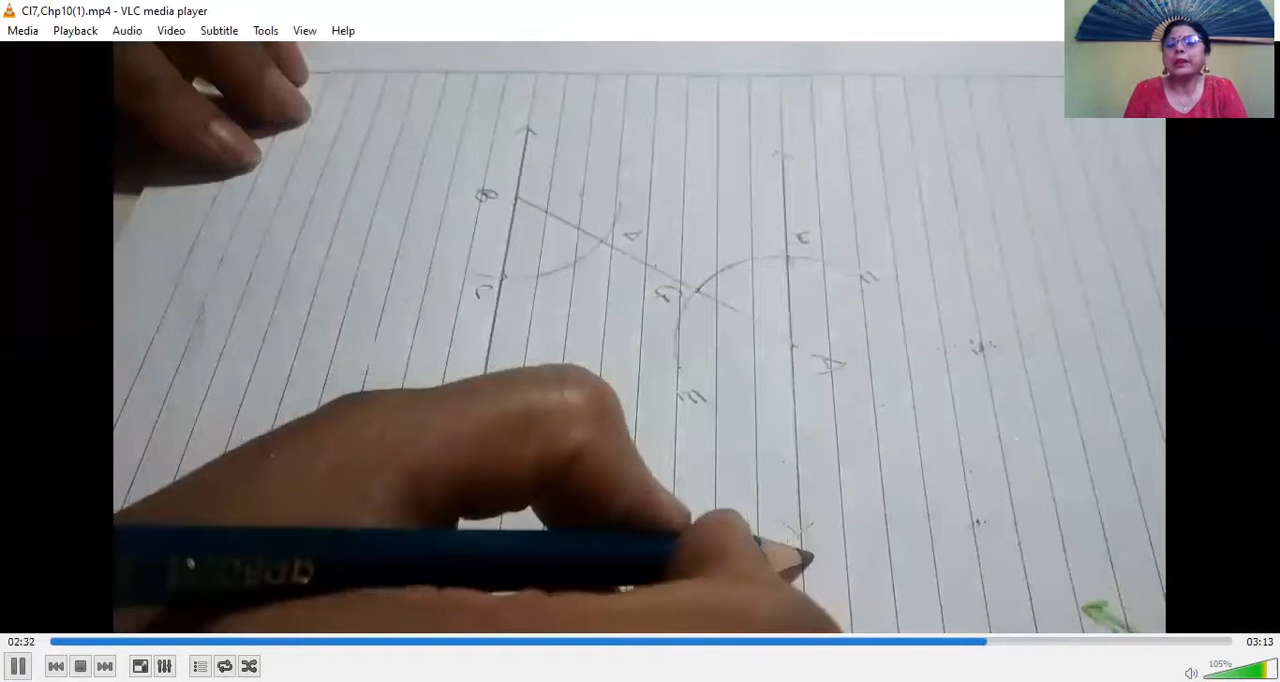 Cl7,Chp10(1).mp4 - VLC media player
Media Playback Audio Video Subtitle Tools View Help
B
C
A
E
02:32
03:13
105%